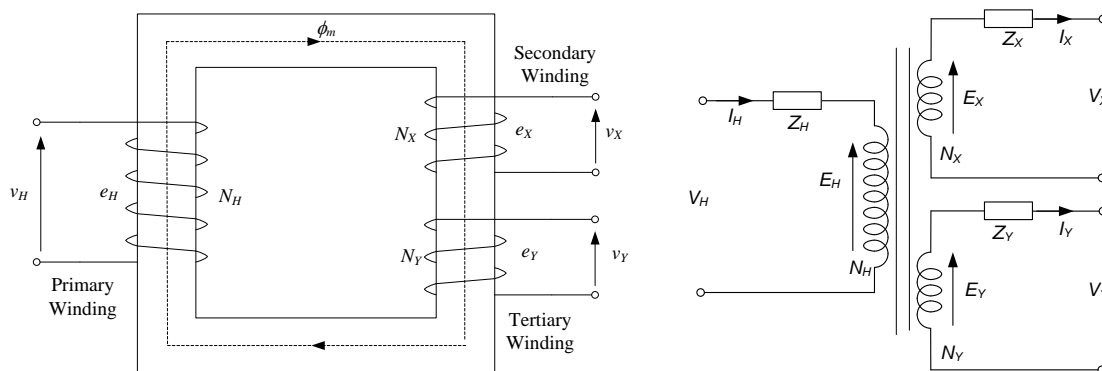 ϕm
Secondary
Winding
NX
eX
vX
vH
eH
NH
NY
eY
vY
Primary
Winding
Tertiary
Winding
ZX
IX
EX
NX
IH
ZH
VH
EH
NH
ZY
IY
EY
NY